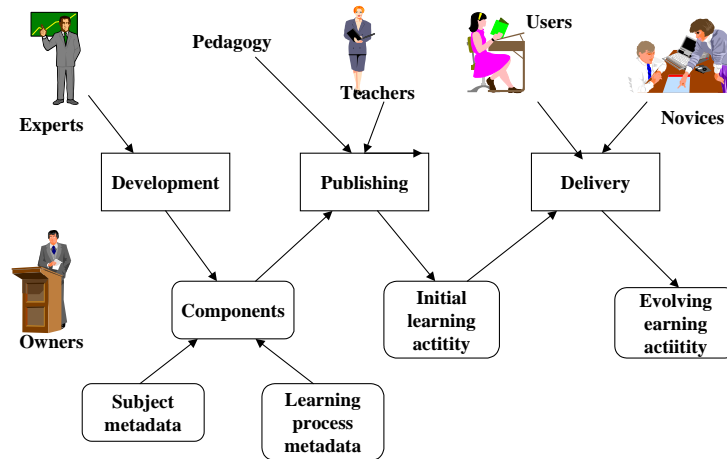 Users
Pedagogy
Teachers
Experts
Novices
Development
Publishing
Delivery
Owners
Components
Initial
learning
actitity
Evolving
earning
actiitity
Subject
metadata
Learning
process
metadata